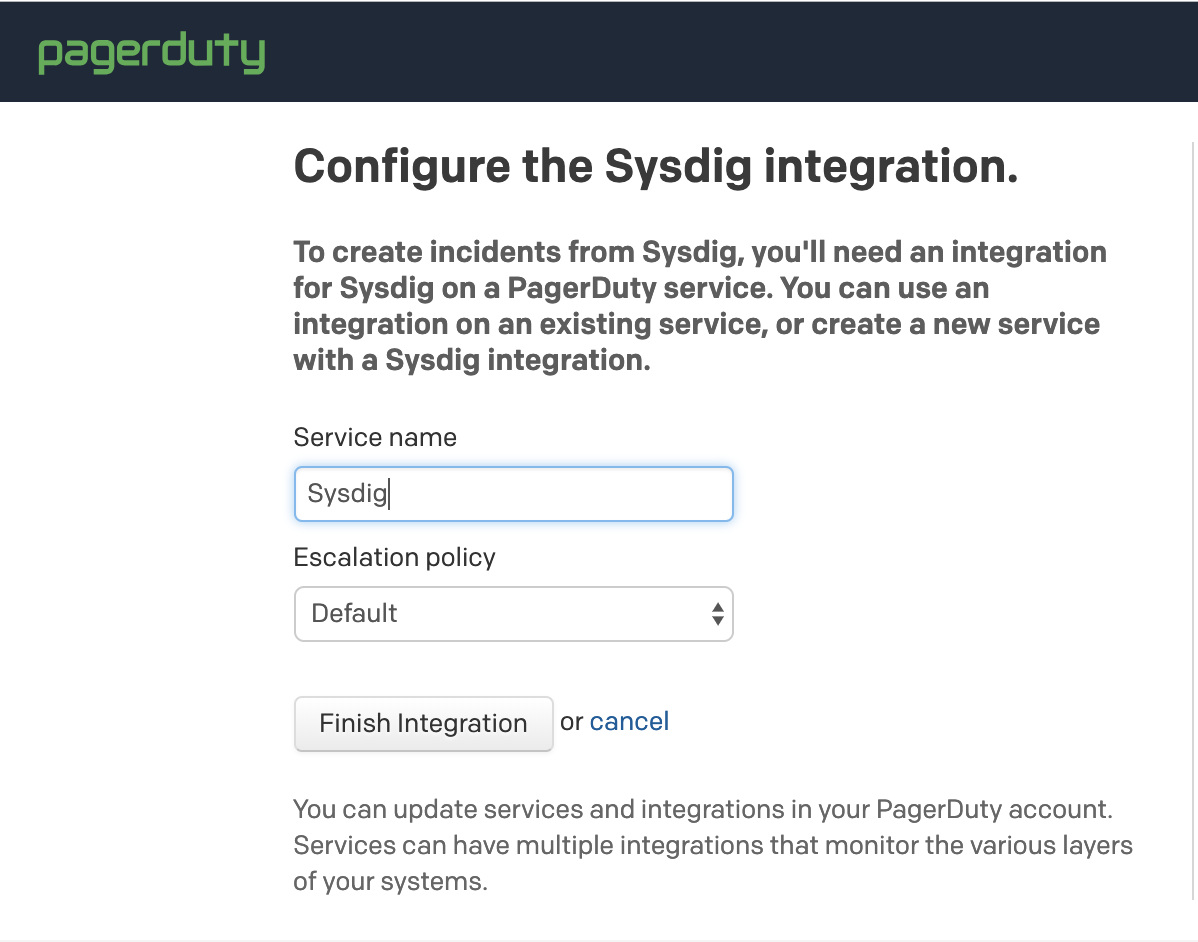 pagerduty
Configure the Sysdig integration.
To create incidents from Sysdig, you'll need an integration
for Sysdig on a PagerDuty service. You can use an
integration on an existing service, or create a new service
with a Sysdig integration.
Service name
Sysdig
Escalation policy
Default
Finish Integration or cancel
You can update services and integrations in your PagerDuty account.
Services can have multiple integrations that monitor the various layers
of your systems.